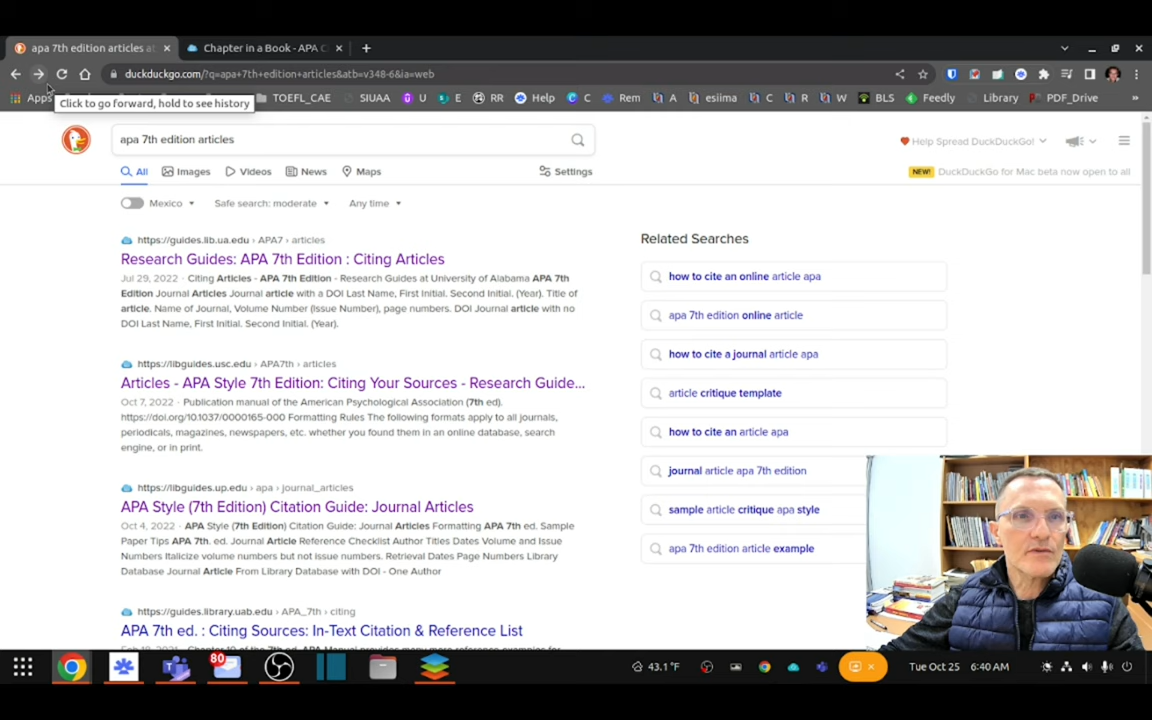 apa 7th edition articles a
Chapter in a Book - APA C
duckduckgo.com/?q=apa+7th+edition+articles&atb=v348-6&ia=web
Apps
Click to go forward, hold to see history
TOEFL_CAE
SIUAA
U
E
RR
Help
C
Rem
A
esiima
C
R
W
BLS
Feedly
Library
PDF_Drive
»
apa 7th edition articles
Help Spread DuckDuckGo!
All
Images
Videos
News
Maps
Settings
NEW! DuckDuckGo for Mac beta now open to all
Mexico
Safe search: moderate
Any time
https://guides.lib.ua.edu › APA7 › articles
Research Guides: APA 7th Edition : Citing Articles
Jul 29, 2022 · Citing Articles - APA 7th Edition - Research Guides at University of Alabama APA 7th
Edition Journal Articles Journal article with a DOI Last Name, First Initial. Second Initial. (Year). Title of
article. Name of Journal, Volume Number (Issue Number), page numbers. DOI Journal article with no
DOI Last Name, First Initial. Second Initial. (Year).
https://libguides.usc.edu › APA7th › articles
Articles - APA Style 7th Edition: Citing Your Sources - Research Guide...
Oct 7, 2022 · Publication manual of the American Psychological Association (7th ed).
https://doi.org/10.1037/0000165-000 Formatting Rules The following formats apply to all journals,
periodicals, magazines, newspapers, etc. whether you found them in an online database, search
engine, or in print.
https://libguides.up.edu › apa › journal_articles
APA Style (7th Edition) Citation Guide: Journal Articles
Oct 4, 2022 · APA Style (7th Edition) Citation Guide: Journal Articles Formatting APA 7th ed. Sample
Paper Tips APA 7th. ed. Journal Article Reference Checklist Author Titles Dates Volume and Issue
Numbers Italicize volume numbers but not issue numbers. Retrieval Dates Page Numbers Library
Database Journal Article From Library Database with DOI - One Author
https://guides.library.uab.edu › APA_7th › citing
APA 7th ed. : Citing Sources: In-Text Citation & Reference List
Related Searches
how to cite an online article apa
apa 7th edition online article
how to cite a journal article apa
article critique template
how to cite an article apa
journal article apa 7th edition
sample article critique apa style
apa 7th edition article example
80
43.1 °F
Tue Oct 25
6:40 AM